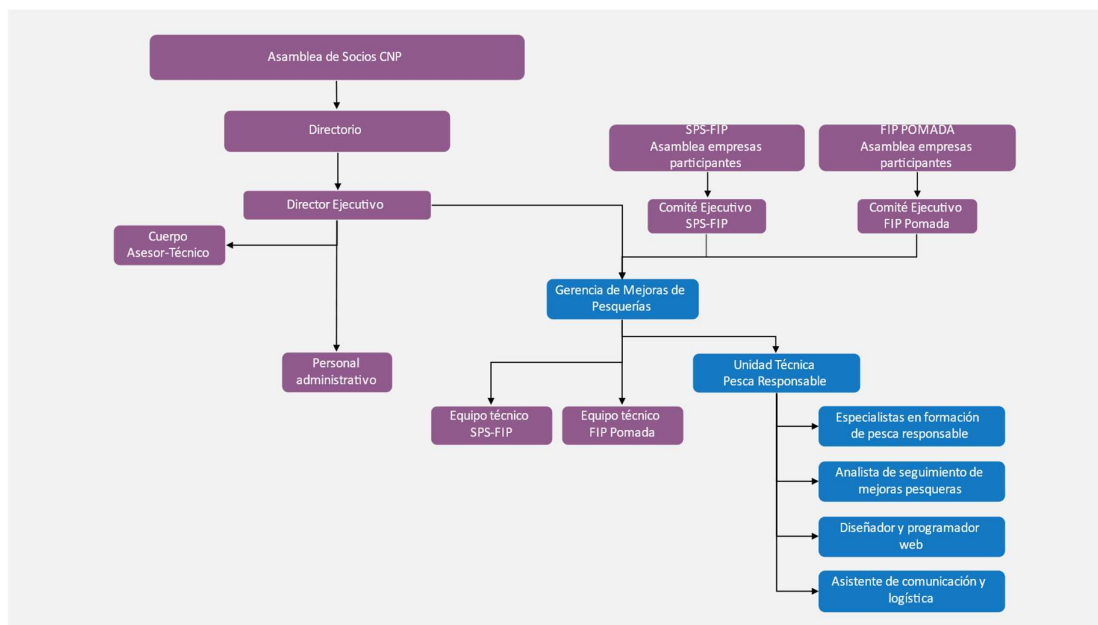 Asamblea de Socios CNP
Directorio
SPS-FIP
Asamblea empresas
participantes
FIP POMADA
Asamblea empresas
participantes
Director Ejecutivo
Comité Ejecutivo
SPS-FIP
Comité Ejecutivo
FIP Pomada
Cuerpo
Asesor-Técnico
Gerencia de Mejoras de
Pesquerías
Personal
administrativo
Unidad Técnica
Pesca Responsable
Equipo técnico
SPS-FIP
Equipo técnico
FIP Pomada
Especialistas en formación
de pesca responsable
Analista de seguimiento de
mejoras pesqueras
Diseñador y programador
web
Asistente de comunicación y
logística